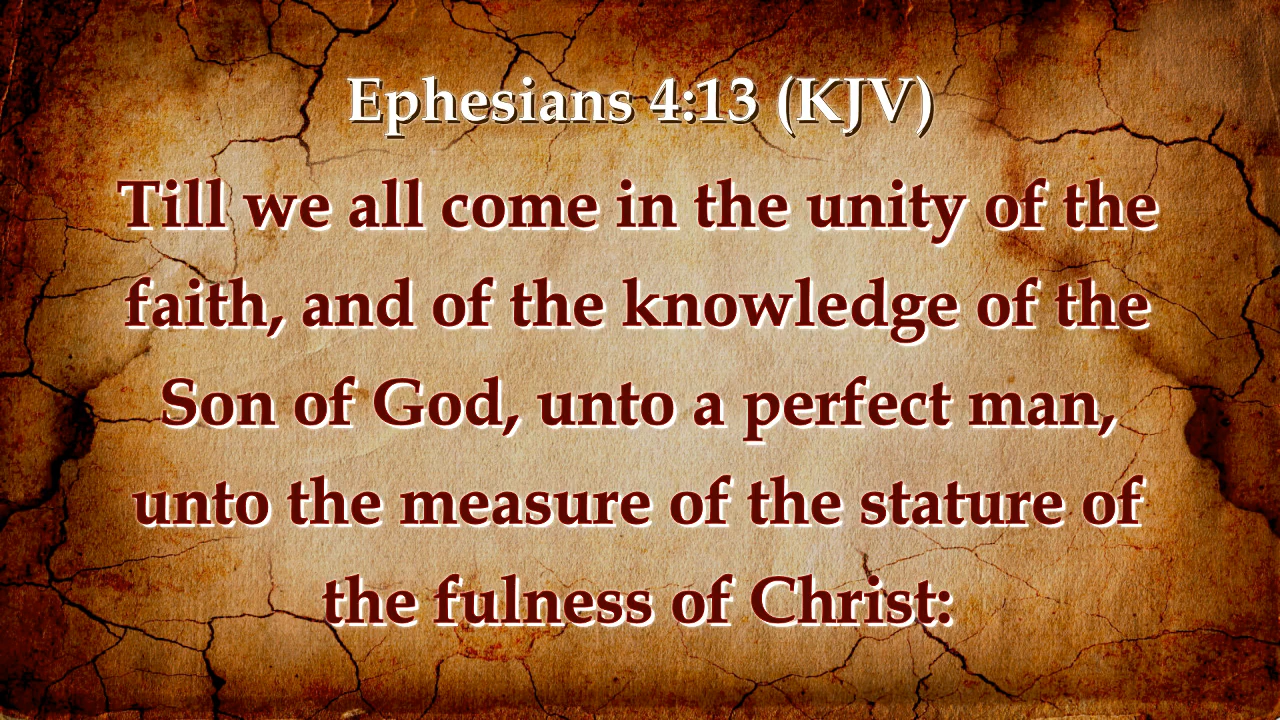 Ephesians 4:13 (KJV)
Till we all come in the unity of the
faith, and of the knowledge of the
Son of God, unto a perfect man,
unto the measure of the stature of
the fulness of Christ: